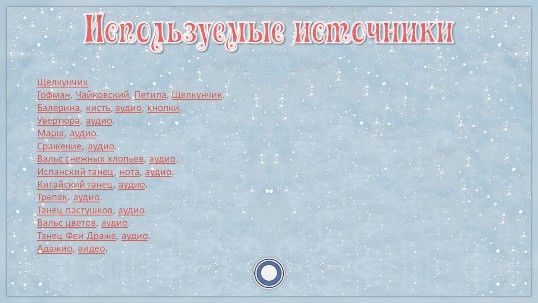 Используемые источники
Щелкунчик
Гофман, Чайковский, Петипа, Щелкунчик.
Балерина, кисть, аудио, кнопки.
Увертюра, аудио.
Марш, аудио.
Сражение, аудио.
Вальс снежных хлопьев, аудио.
Испанский танец, нота, аудио.
Китайский танец, аудио.
Трепак, аудио.
Танец пастушков, аудио.
Вальс цветов, аудио.
Танец Феи Драже, аудио.
Адажио, видео.